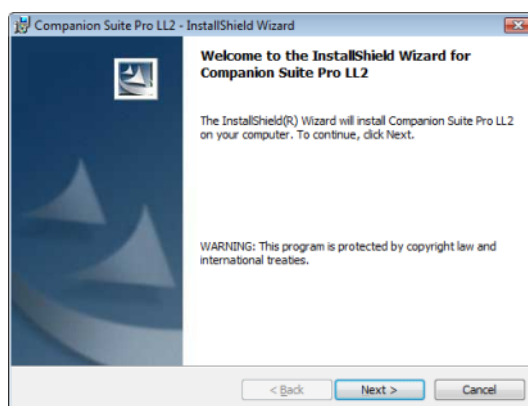 Companion Suite Pro LL2 - InstallShield Wizard
Welcome to the InstallShield Wizard for
Companion Suite Pro LL2
The InstallShield(R) Wizard will install Companion Suite Pro LL2
on your computer. To continue, click Next.
WARNING: This program is protected by copyright law and
international treaties.
< Back Next > Cancel